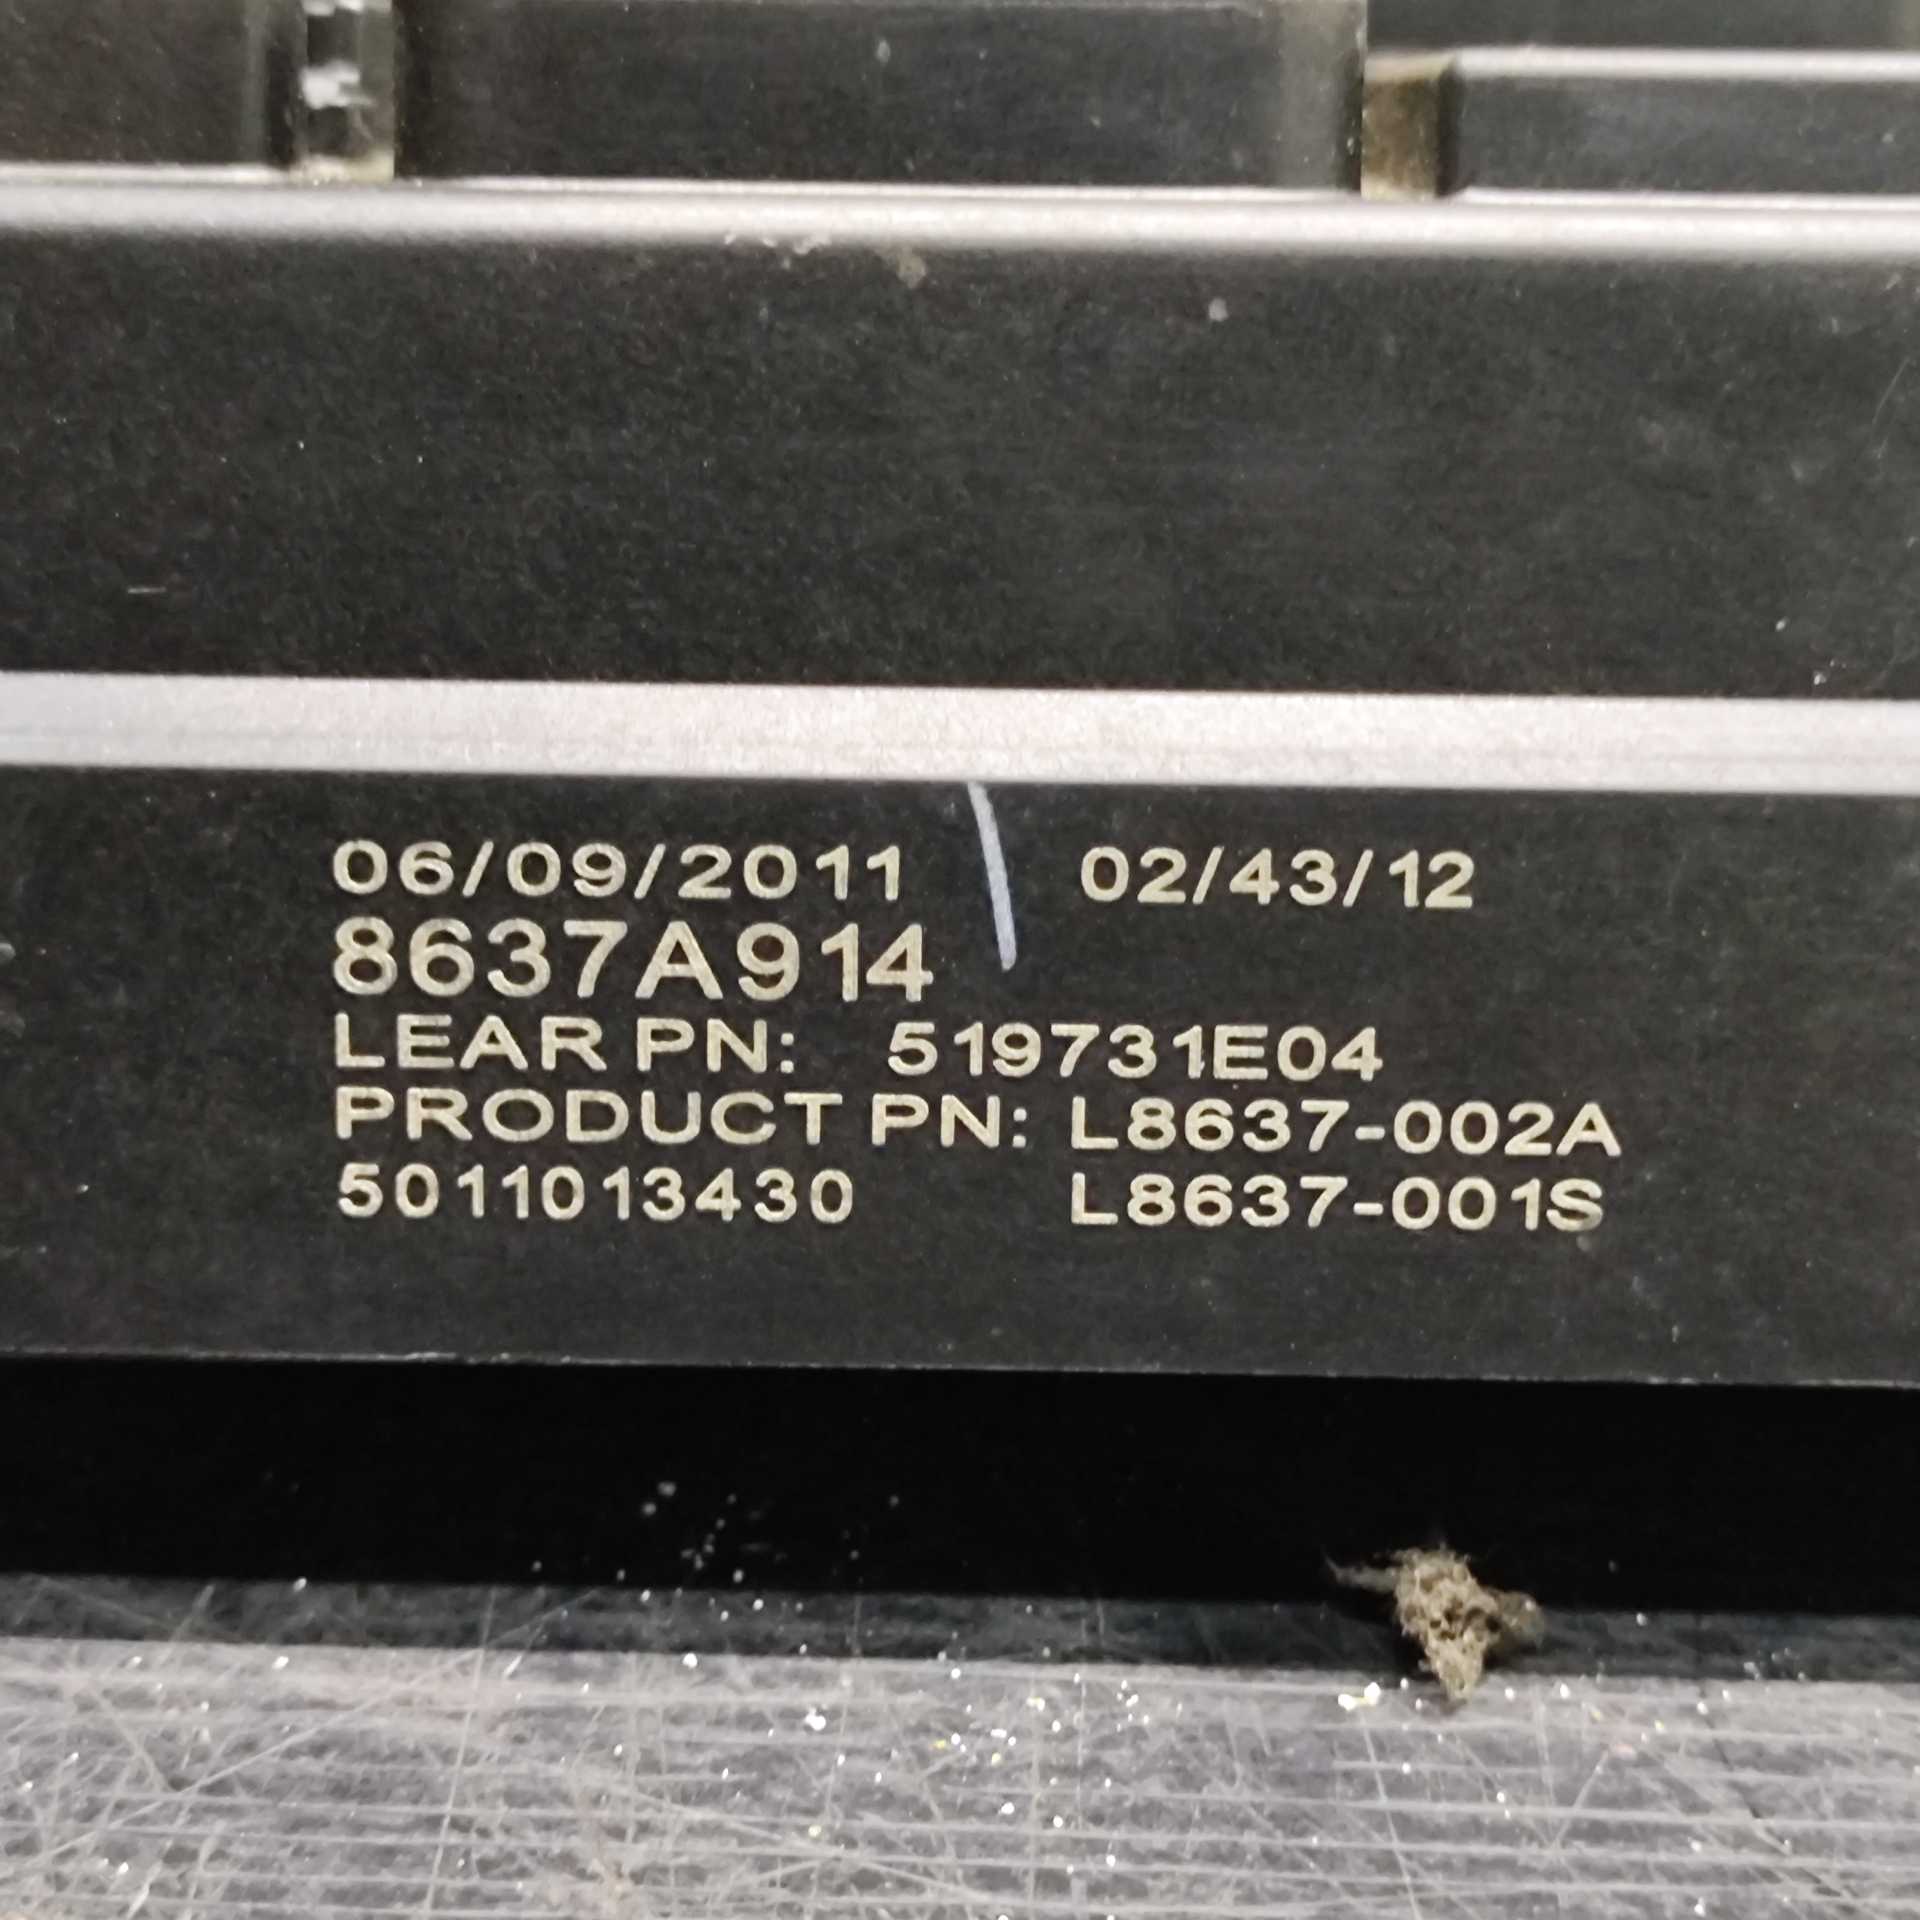 06/09/2011 02/43/12
8637A914
LEAR PN: 519731E04
PRODUCT PN: L8637-002A
5011013430 L8637-001S